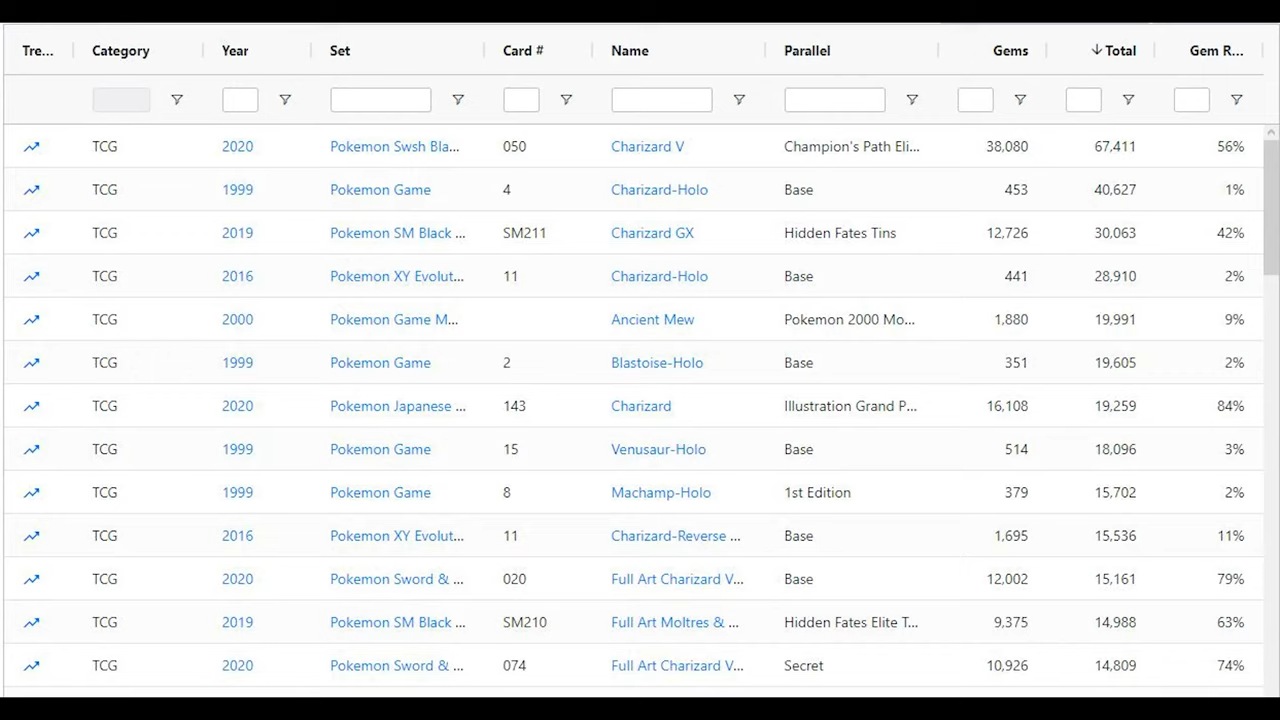 Tre... Category Year Set Card # Name Parallel Gems ↓Total Gem R...
TCG 2020 Pokemon Swsh Bla... 050 Charizard V Champion's Path Eli... 38,080 67,411 56%
TCG 1999 Pokemon Game 4 Charizard-Holo Base 453 40,627 1%
TCG 2019 Pokemon SM Black ... SM211 Charizard GX Hidden Fates Tins 12,726 30,063 42%
TCG 2016 Pokemon XY Evolut... 11 Charizard-Holo Base 441 28,910 2%
TCG 2000 Pokemon Game M... Ancient Mew Pokemon 2000 Mo... 1,880 19,991 9%
TCG 1999 Pokemon Game 2 Blastoise-Holo Base 351 19,605 2%
TCG 2020 Pokemon Japanese ... 143 Charizard Illustration Grand P... 16,108 19,259 84%
TCG 1999 Pokemon Game 15 Venusaur-Holo Base 514 18,096 3%
TCG 1999 Pokemon Game 8 Machamp-Holo 1st Edition 379 15,702 2%
TCG 2016 Pokemon XY Evolut... 11 Charizard-Reverse ... Base 1,695 15,536 11%
TCG 2020 Pokemon Sword & ... 020 Full Art Charizard V... Base 12,002 15,161 79%
TCG 2019 Pokemon SM Black ... SM210 Full Art Moltres & ... Hidden Fates Elite T... 9,375 14,988 63%
TCG 2020 Pokemon Sword & ... 074 Full Art Charizard V... Secret 10,926 14,809 74%